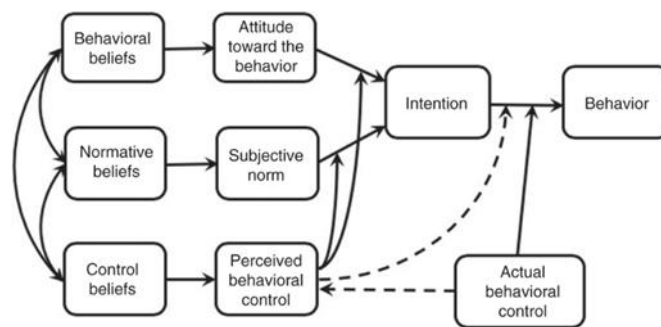 Behavioral
beliefs
Attitude
toward the
behavior
Intention
Behavior
Normative
beliefs
Subjective
norm
Control
beliefs
Perceived
behavioral
control
Actual
behavioral
control